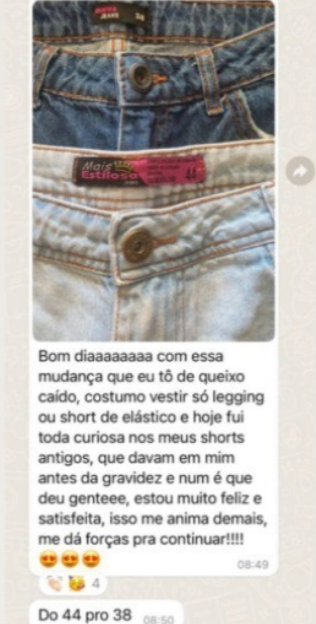 JEANS
38
Mais
Estilosa
44
Bom diaaaaaaaaa com essa
mudança que eu tô de queixo
caído, costumo vestir só legging
ou short de elástico e hoje fui
toda curiosa nos meus shorts
antigos, que davam em mim
antes da gravidez e num é que
deu genteee, estou muito feliz e
satisfeita, isso me anima demais,
me dá forças pra continuar!!!!
😍😍😍
08:49
4
Do 44 pro 38 08:50